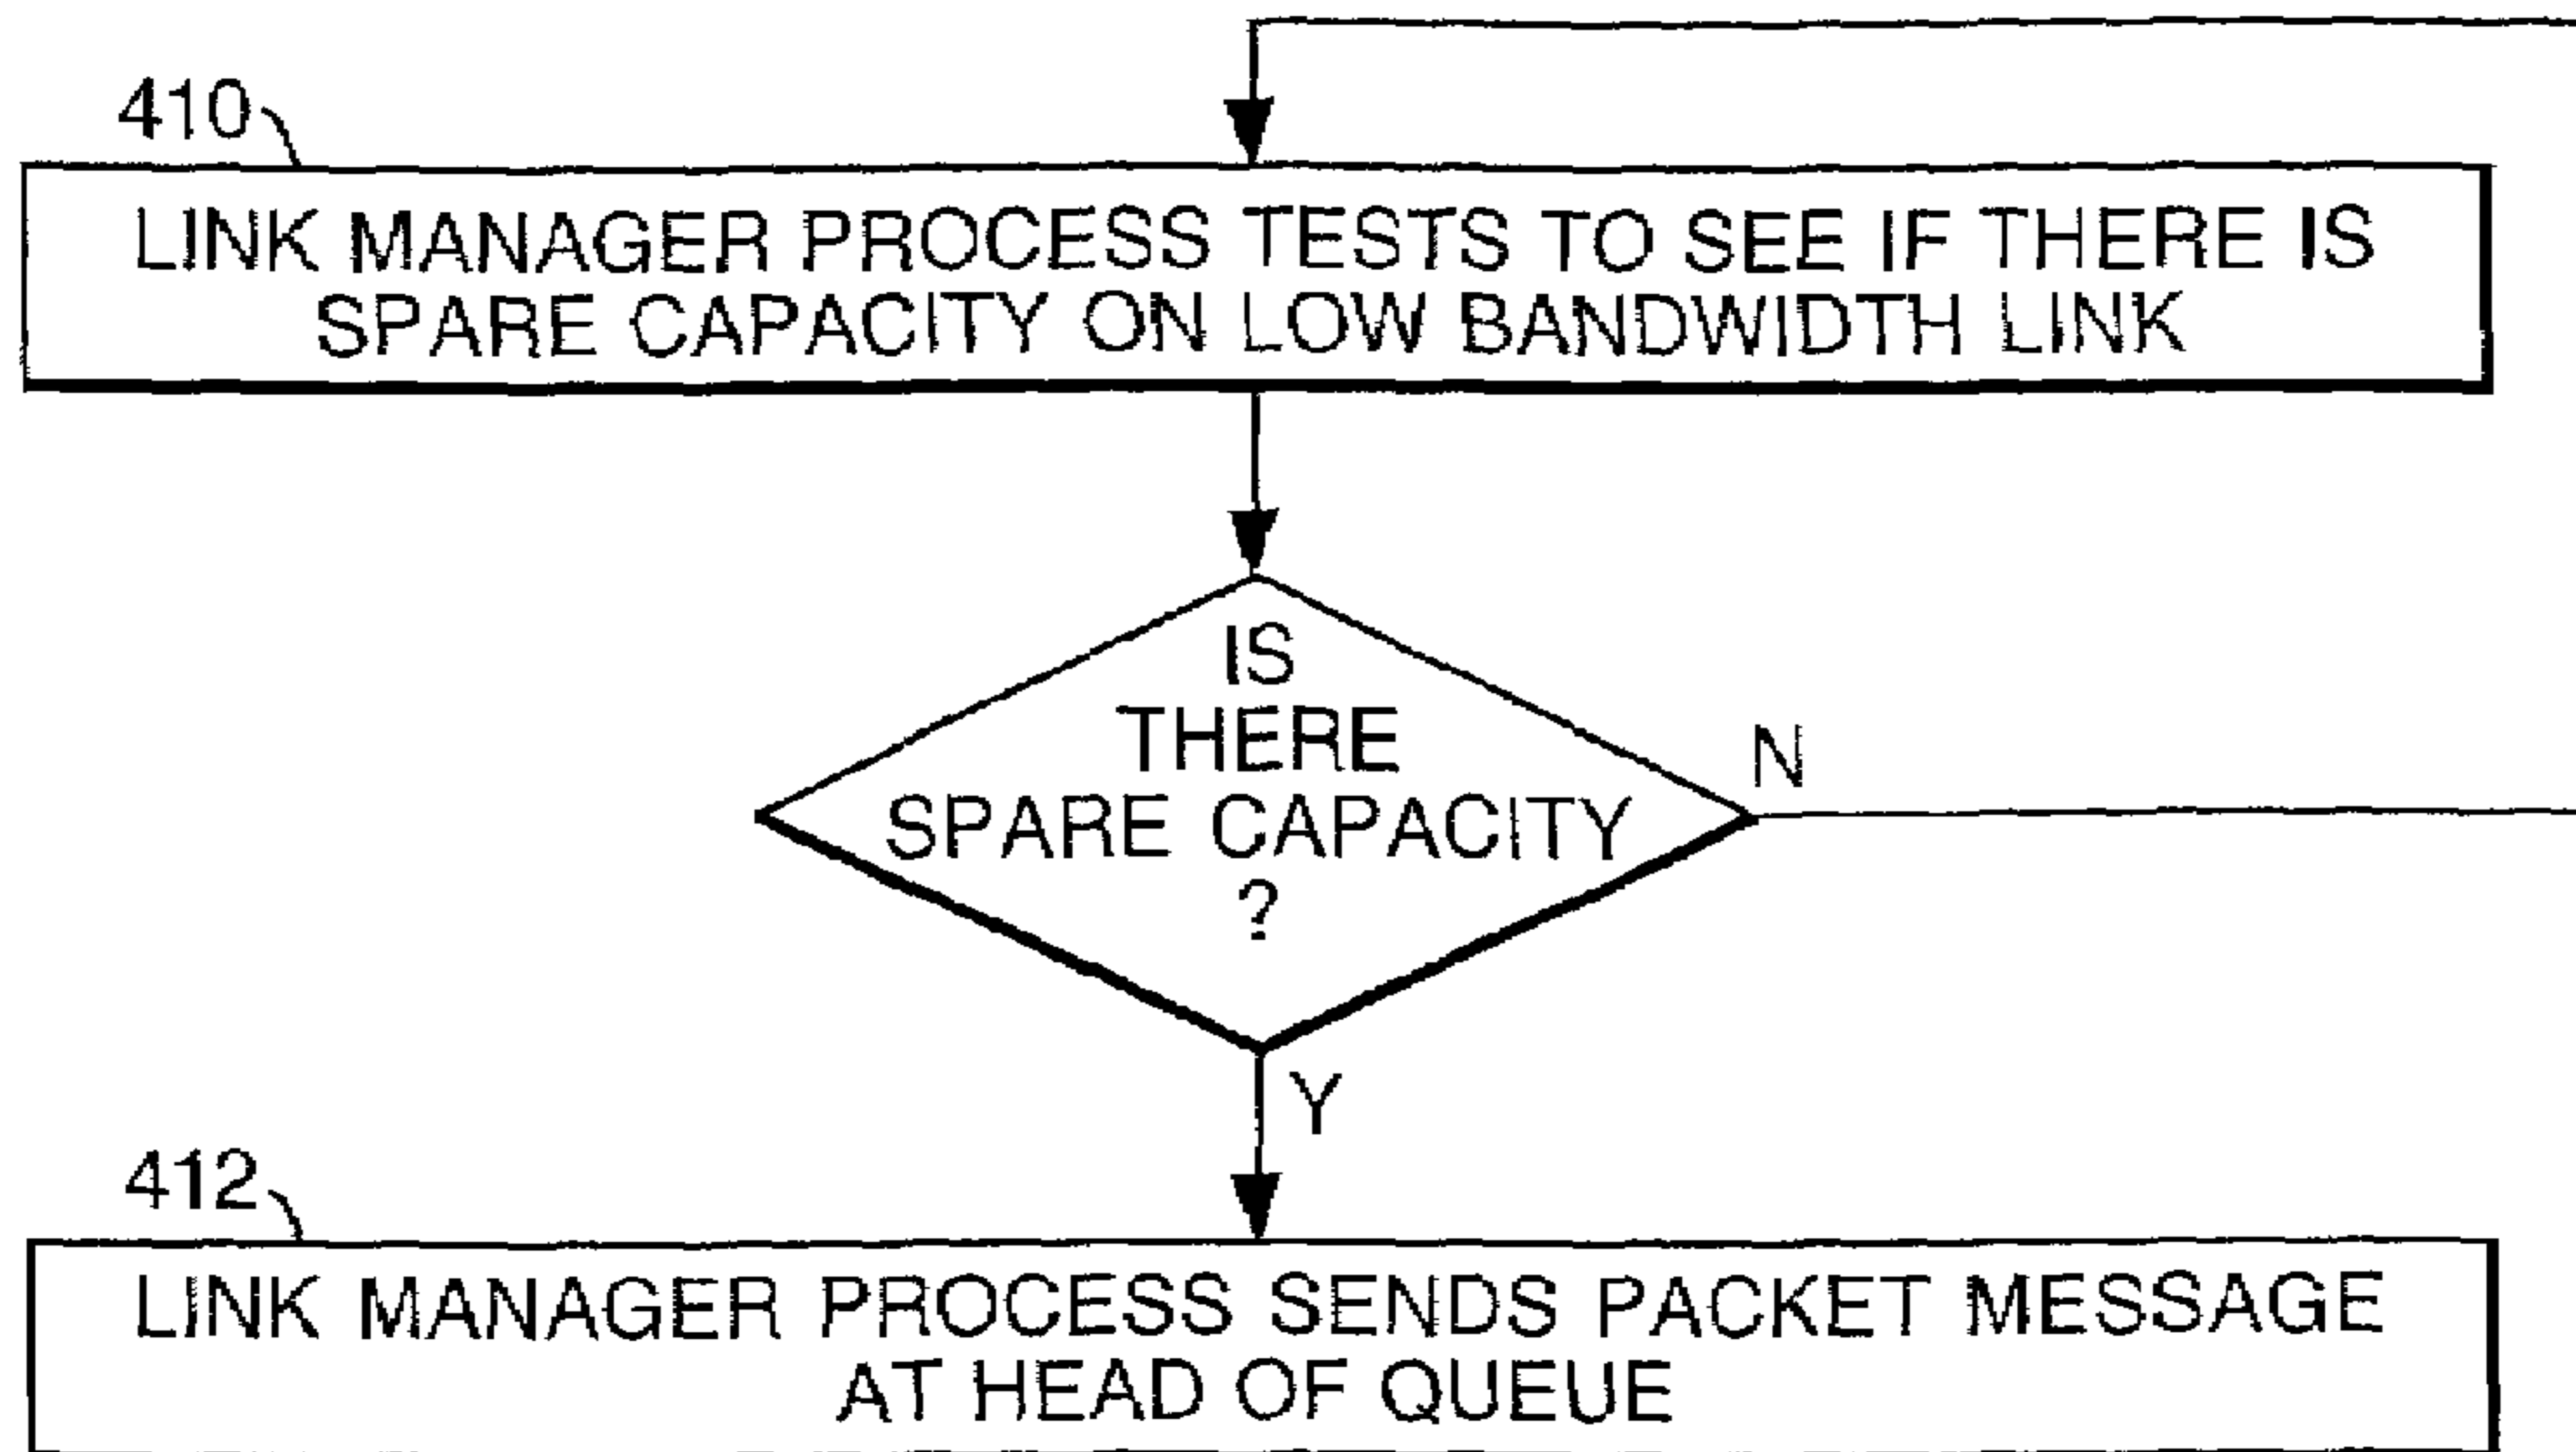 410
LINK MANAGER PROCESS TESTS TO SEE IF THERE IS
SPARE CAPACITY ON LOW BANDWIDTH LINK
IS
THERE
SPARE CAPACITY
?
N
Y
412
LINK MANAGER PROCESS SENDS PACKET MESSAGE
AT HEAD OF QUEUE